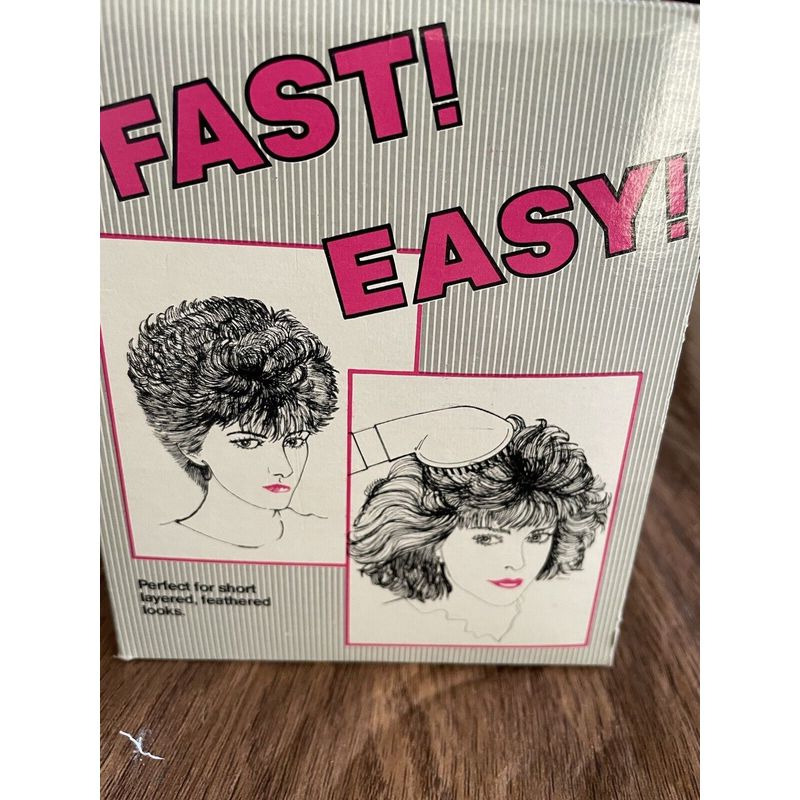 FAST!
EASY!
Perfect for short
layered, feathered
looks.